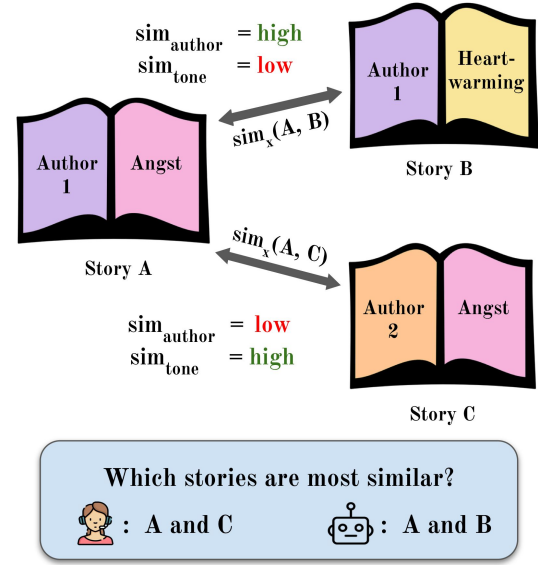 sim_author = high
sim_tone = low
Author
1
Heart-
warming
sim_x(A, B)
Story B
Author
1
Angst
Story A
sim_x(A, C)
sim_author = low
sim_tone = high
Author
2
Angst
Story C
Which stories are most similar?
: A and C
: A and B